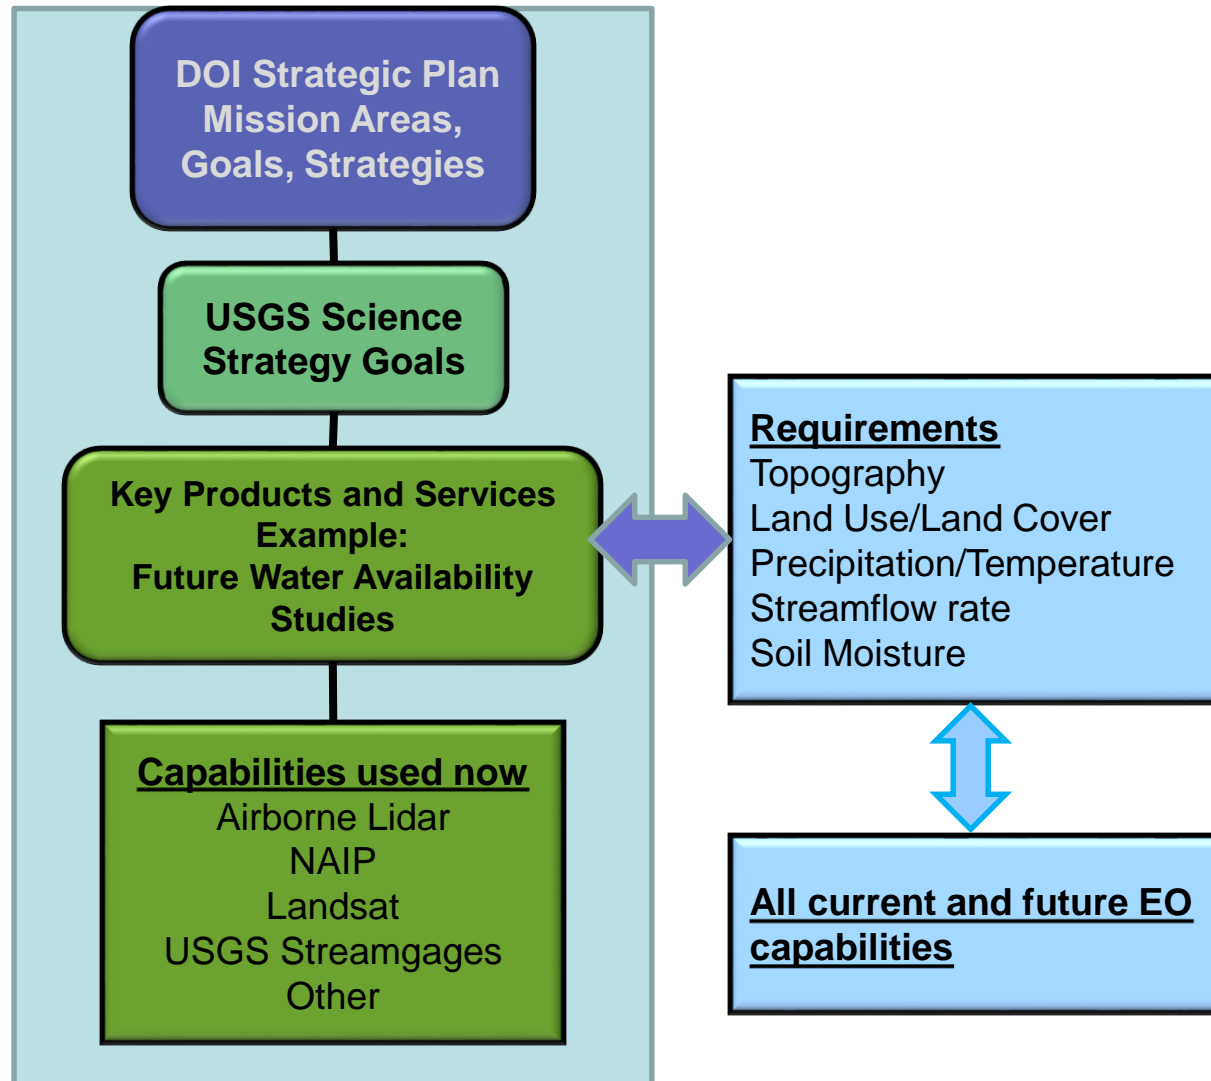 DOI Strategic Plan
Mission Areas,
Goals, Strategies
USGS Science
Strategy Goals
Key Products and Services
Example:
Future Water Availability
Studies
Capabilities used now
Airborne Lidar
NAIP
Landsat
USGS Streamgages
Other
Requirements
Topography
Land Use/Land Cover
Precipitation/Temperature
Streamflow rate
Soil Moisture
All current and future EO
capabilities